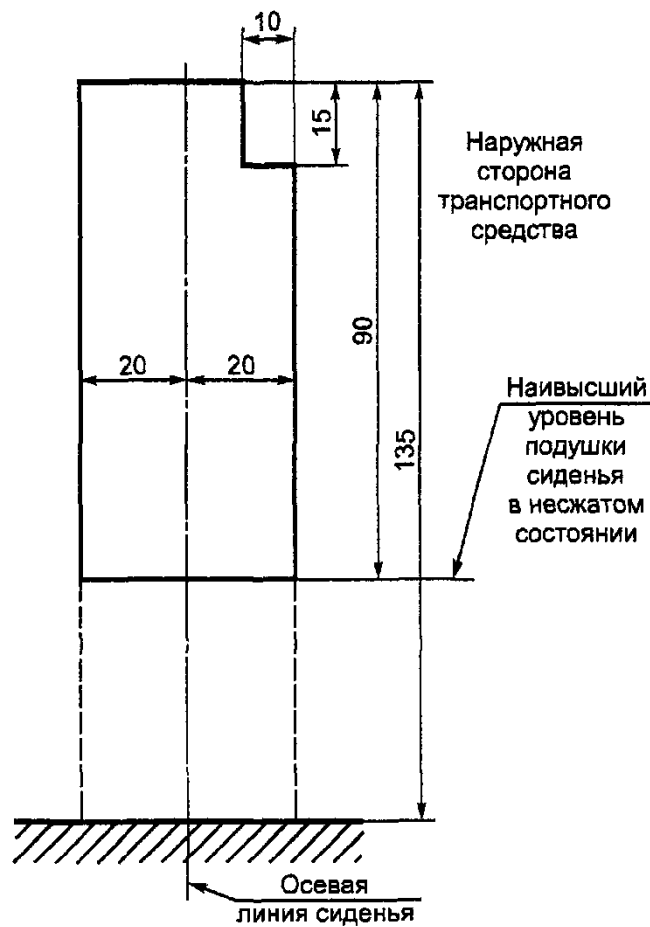 10
15
Наружная
сторона
транспортного
средства
90
20
20
135
Наивысший
уровень
подушки
сиденья
в несжатом
состоянии
Осевая
линия сиденья